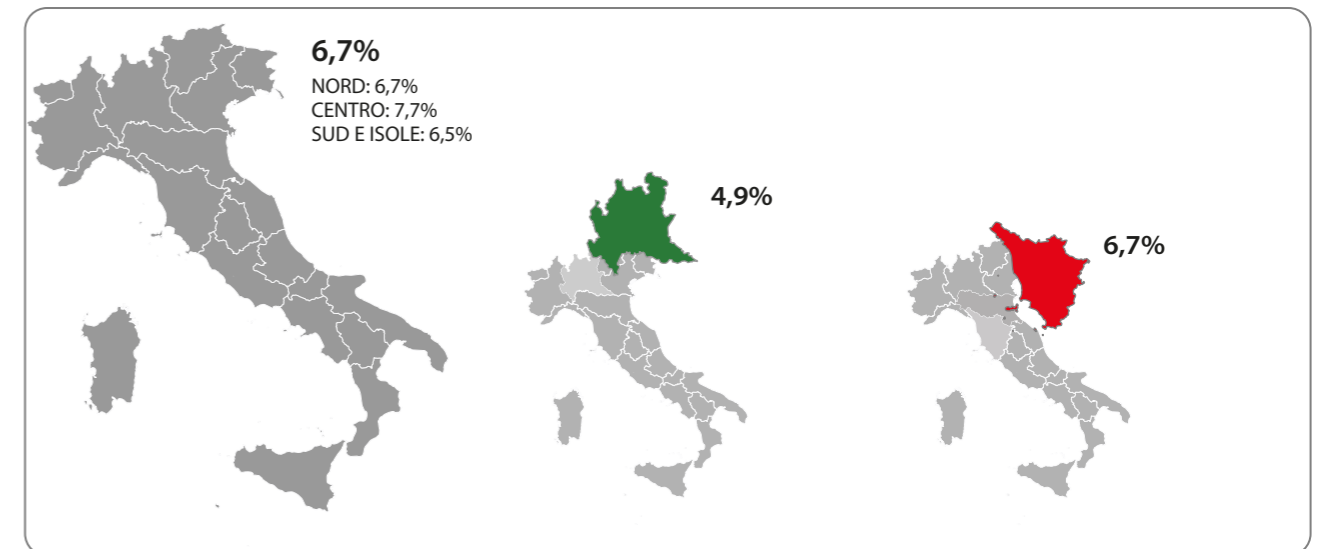 6,7%
NORD: 6,7%
CENTRO: 7,7%
SUD E ISOLE: 6,5%
4,9%
6,7%